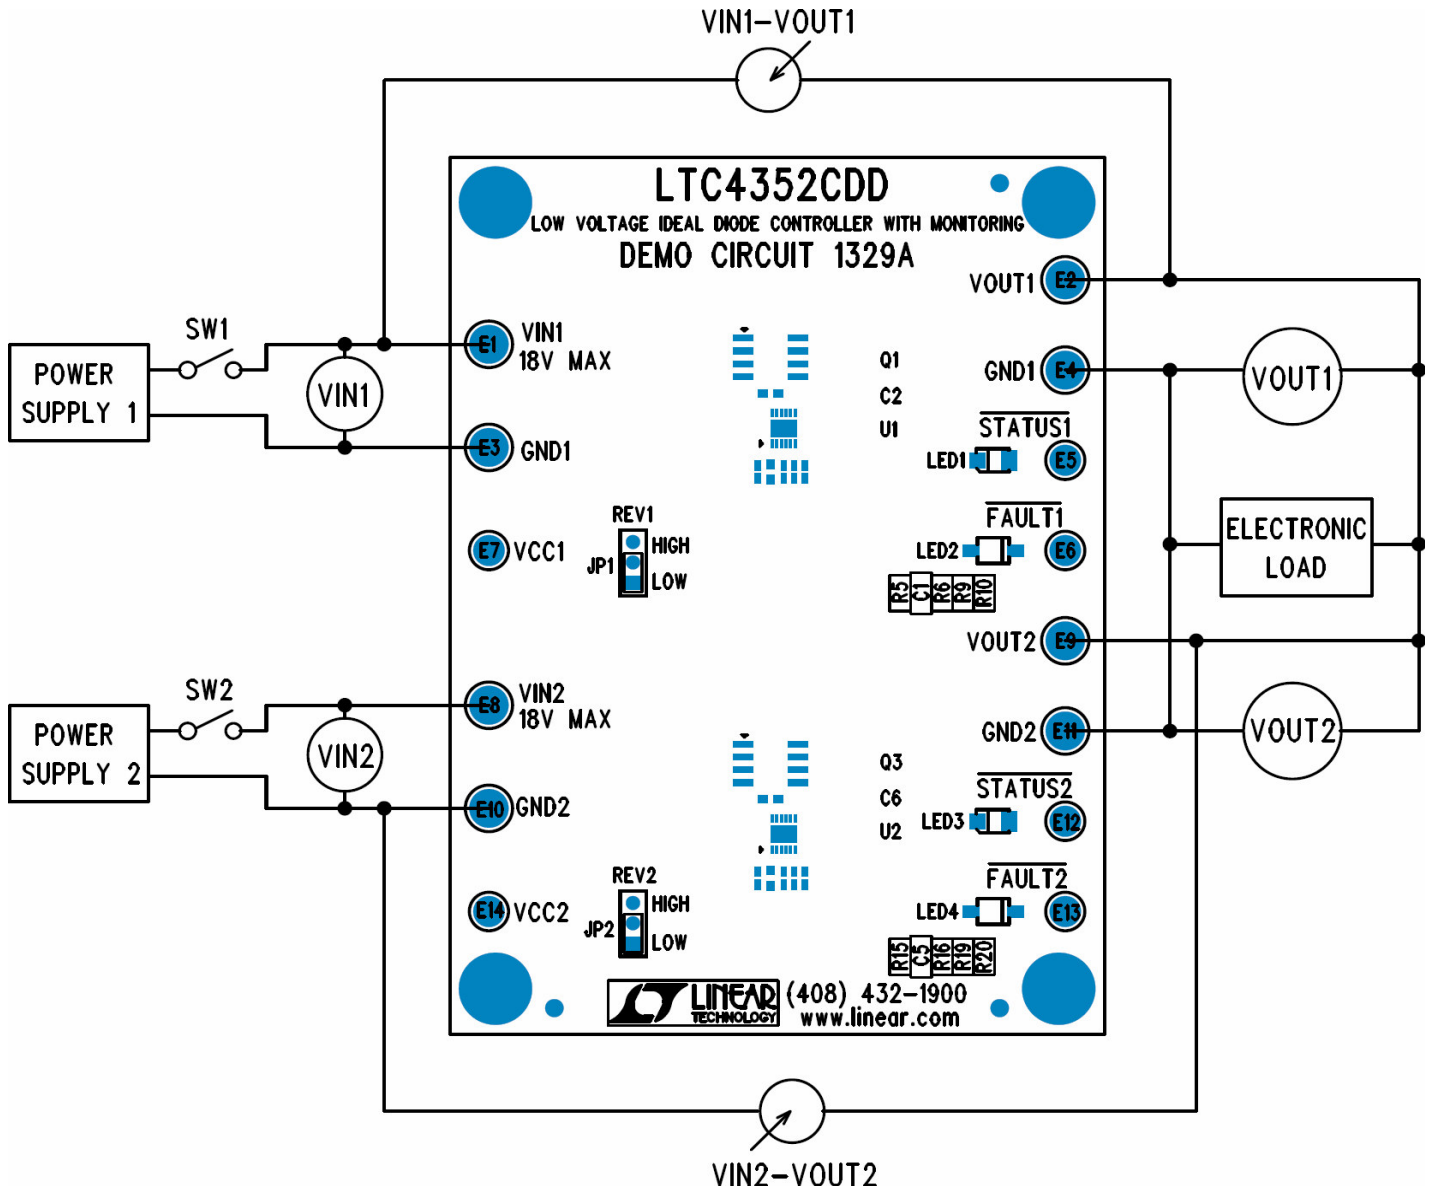 VIN1-VOUT1
LTC4352CDD
LOW VOLTAGE IDEAL DIODE CONTROLLER WITH MONITORING
DEMO CIRCUIT 1329A
VOUT1
E2
SW1
POWER
SUPPLY 1
VIN1
E1
VIN1
18V MAX
E3
GND1
Q1
C2
U1
GND1
E4
VOUT1
STATUS1
LED1
E5
FAULT1
LED2
E6
ELECTRONIC
LOAD
E7
VCC1
REV1
HIGH
JP1
LOW
R5
C1
R6
R9
R10
VOUT2
E9
SW2
POWER
SUPPLY 2
VIN2
E8
VIN2
18V MAX
E10
GND2
GND2
E11
VOUT2
Q3
C6
U2
STATUS2
LED3
E12
FAULT2
LED4
E13
E14
VCC2
REV2
HIGH
JP2
LOW
R15
C5
R16
R19
R20
LINEAR
TECHNOLOGY
(408) 432-1900
www.linear.com
VIN2-VOUT2